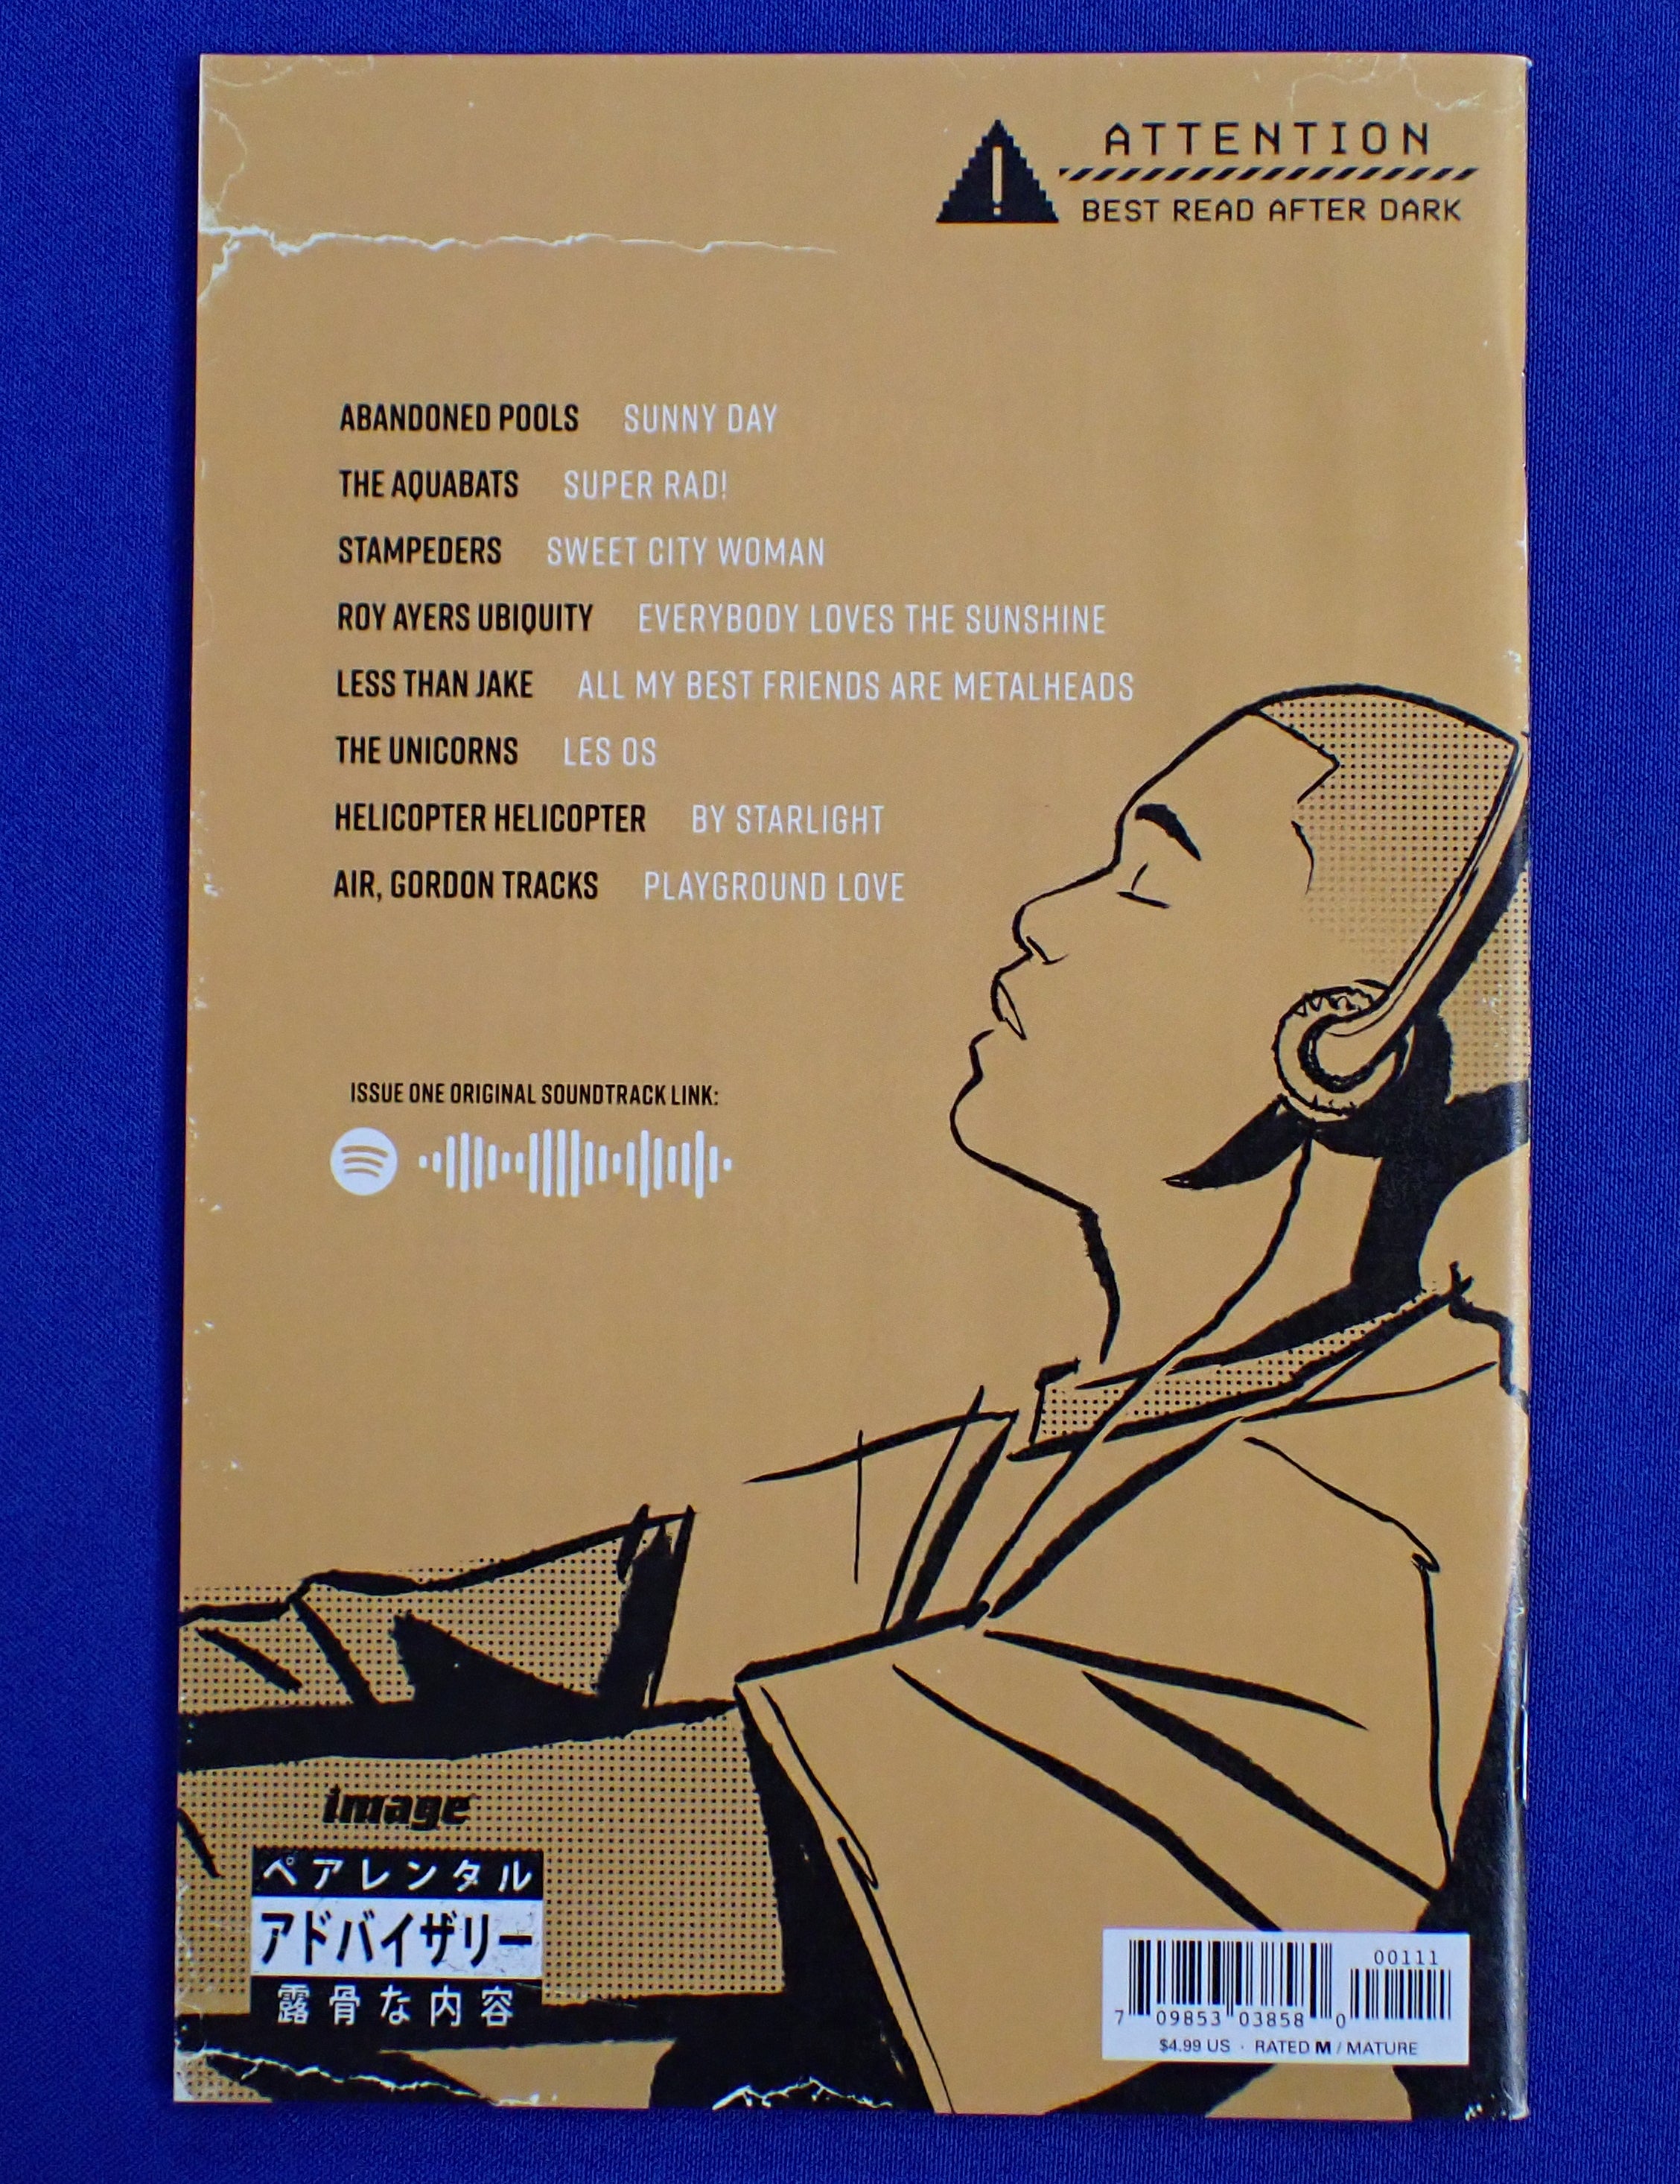 ATTENTION
BEST READ AFTER DARK
ABANDONED POOLS SUNNY DAY
THE AQUABATS SUPER RAD!
STAMPEDERS SWEET CITY WOMAN
ROY AYERS UBIQUITY EVERYBODY LOVES THE SUNSHINE
LESS THAN JAKE ALL MY BEST FRIENDS ARE METALHEADS
THE UNICORNS LES OS
HELICOPTER HELICOPTER BY STARLIGHT
AIR, GORDON TRACKS PLAYGROUND LOVE
ISSUE ONE ORIGINAL SOUNDTRACK LINK:
image
ペアレンタル
アドバイザリー
露骨な内容
00111
7 09853 03858 0
$4.99 US · RATED M / MATURE